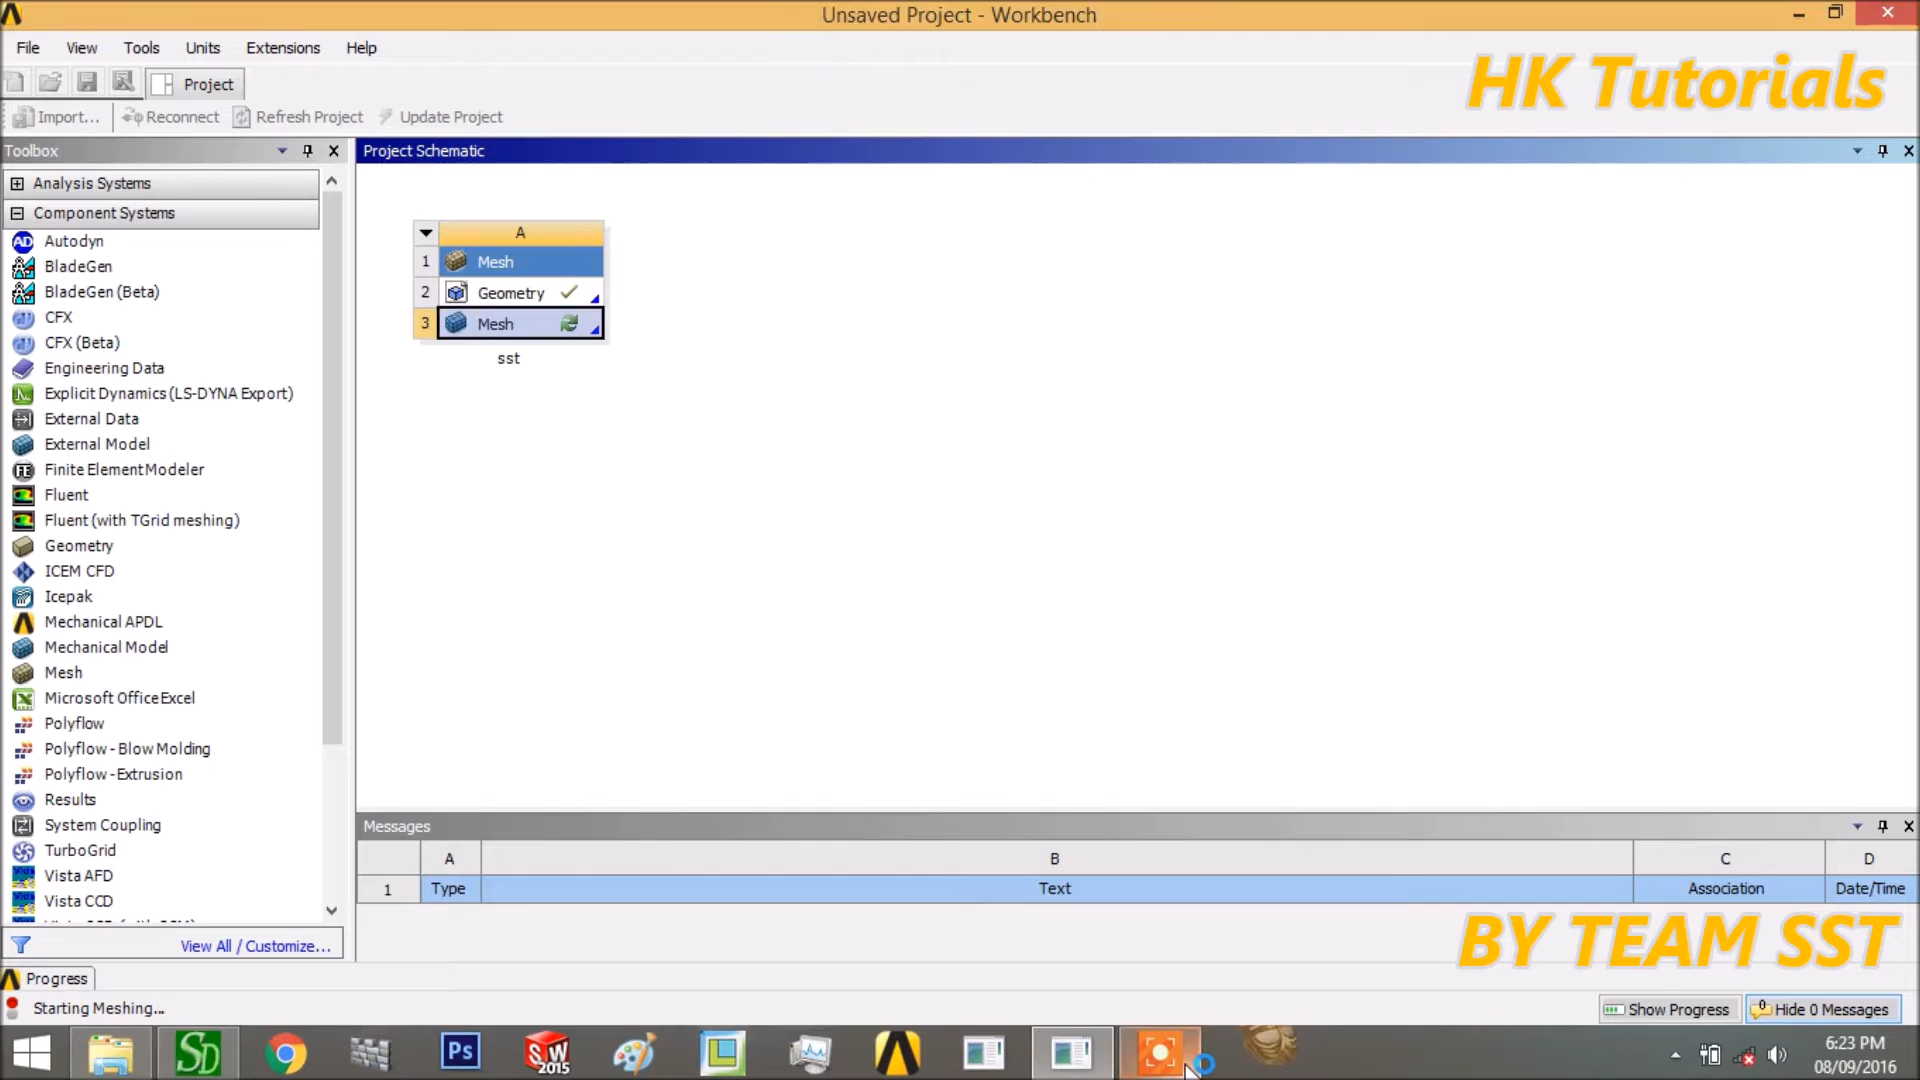 Unsaved Project - Workbench
File View Tools Units Extensions Help
HK Tutorials
Project
Import... Reconnect Refresh Project Update Project
Toolbox
Project Schematic
Analysis Systems
Component Systems
Autodyn
BladeGen
BladeGen (Beta)
CFX
CFX (Beta)
Engineering Data
Explicit Dynamics (LS-DYNA Export)
External Data
External Model
Finite Element Modeler
Fluent
Fluent (with TGrid meshing)
Geometry
ICEM CFD
Icepak
Mechanical APDL
Mechanical Model
Mesh
Microsoft Office Excel
Polyflow
Polyflow - Blow Molding
Polyflow - Extrusion
Results
System Coupling
TurboGrid
Vista AFD
Vista CCD
View All / Customize...
A
1 Mesh
2 Geometry
3 Mesh
sst
Messages
A B C D
1 Type Text Association Date/Time
BY TEAM SST
Progress
Starting Meshing...
Show Progress
0 Hide 0 Messages
SD
Ps
SW
2015
6:23 PM
08/09/2016